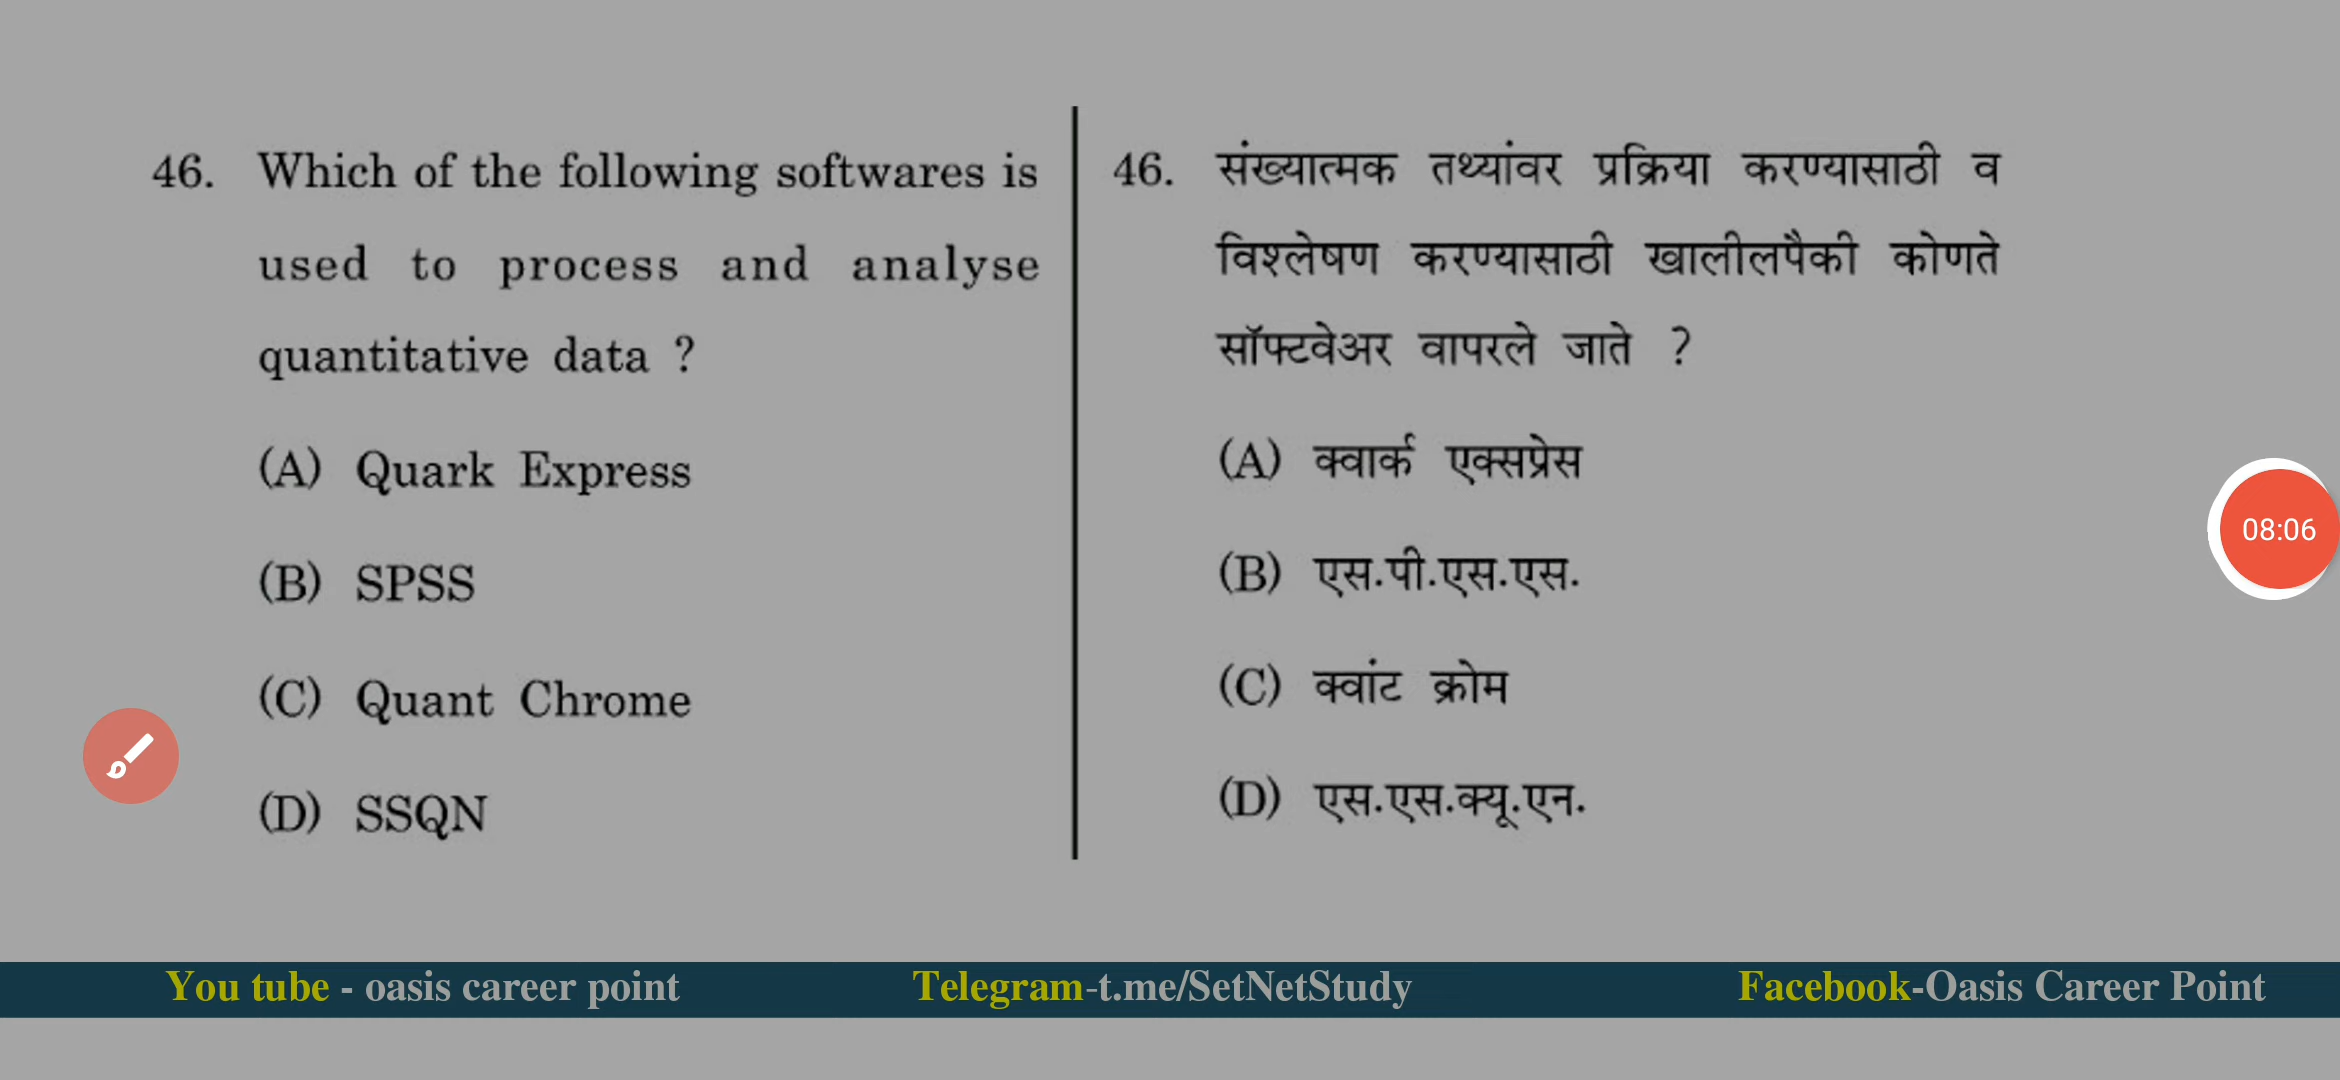 46. Which of the following softwares is
used to process and analyse
quantitative data ?
(A) Quark Express
(B) SPSS
(C) Quant Chrome
(D) SSQN
46. संख्यात्मक तथ्यांवर प्रक्रिया करण्यासाठी व
विश्लेषण करण्यासाठी खालीलपैकी कोणते
सॉफ्टवेअर वापरले जाते ?
(A) क्वार्क एक्सप्रेस
(B) एस.पी.एस.एस.
(C) क्वांट क्रोम
(D) एस.एस.क्यू.एन.
08:06
You tube - oasis career point
Telegram-t.me/SetNetStudy
Facebook-Oasis Career Point